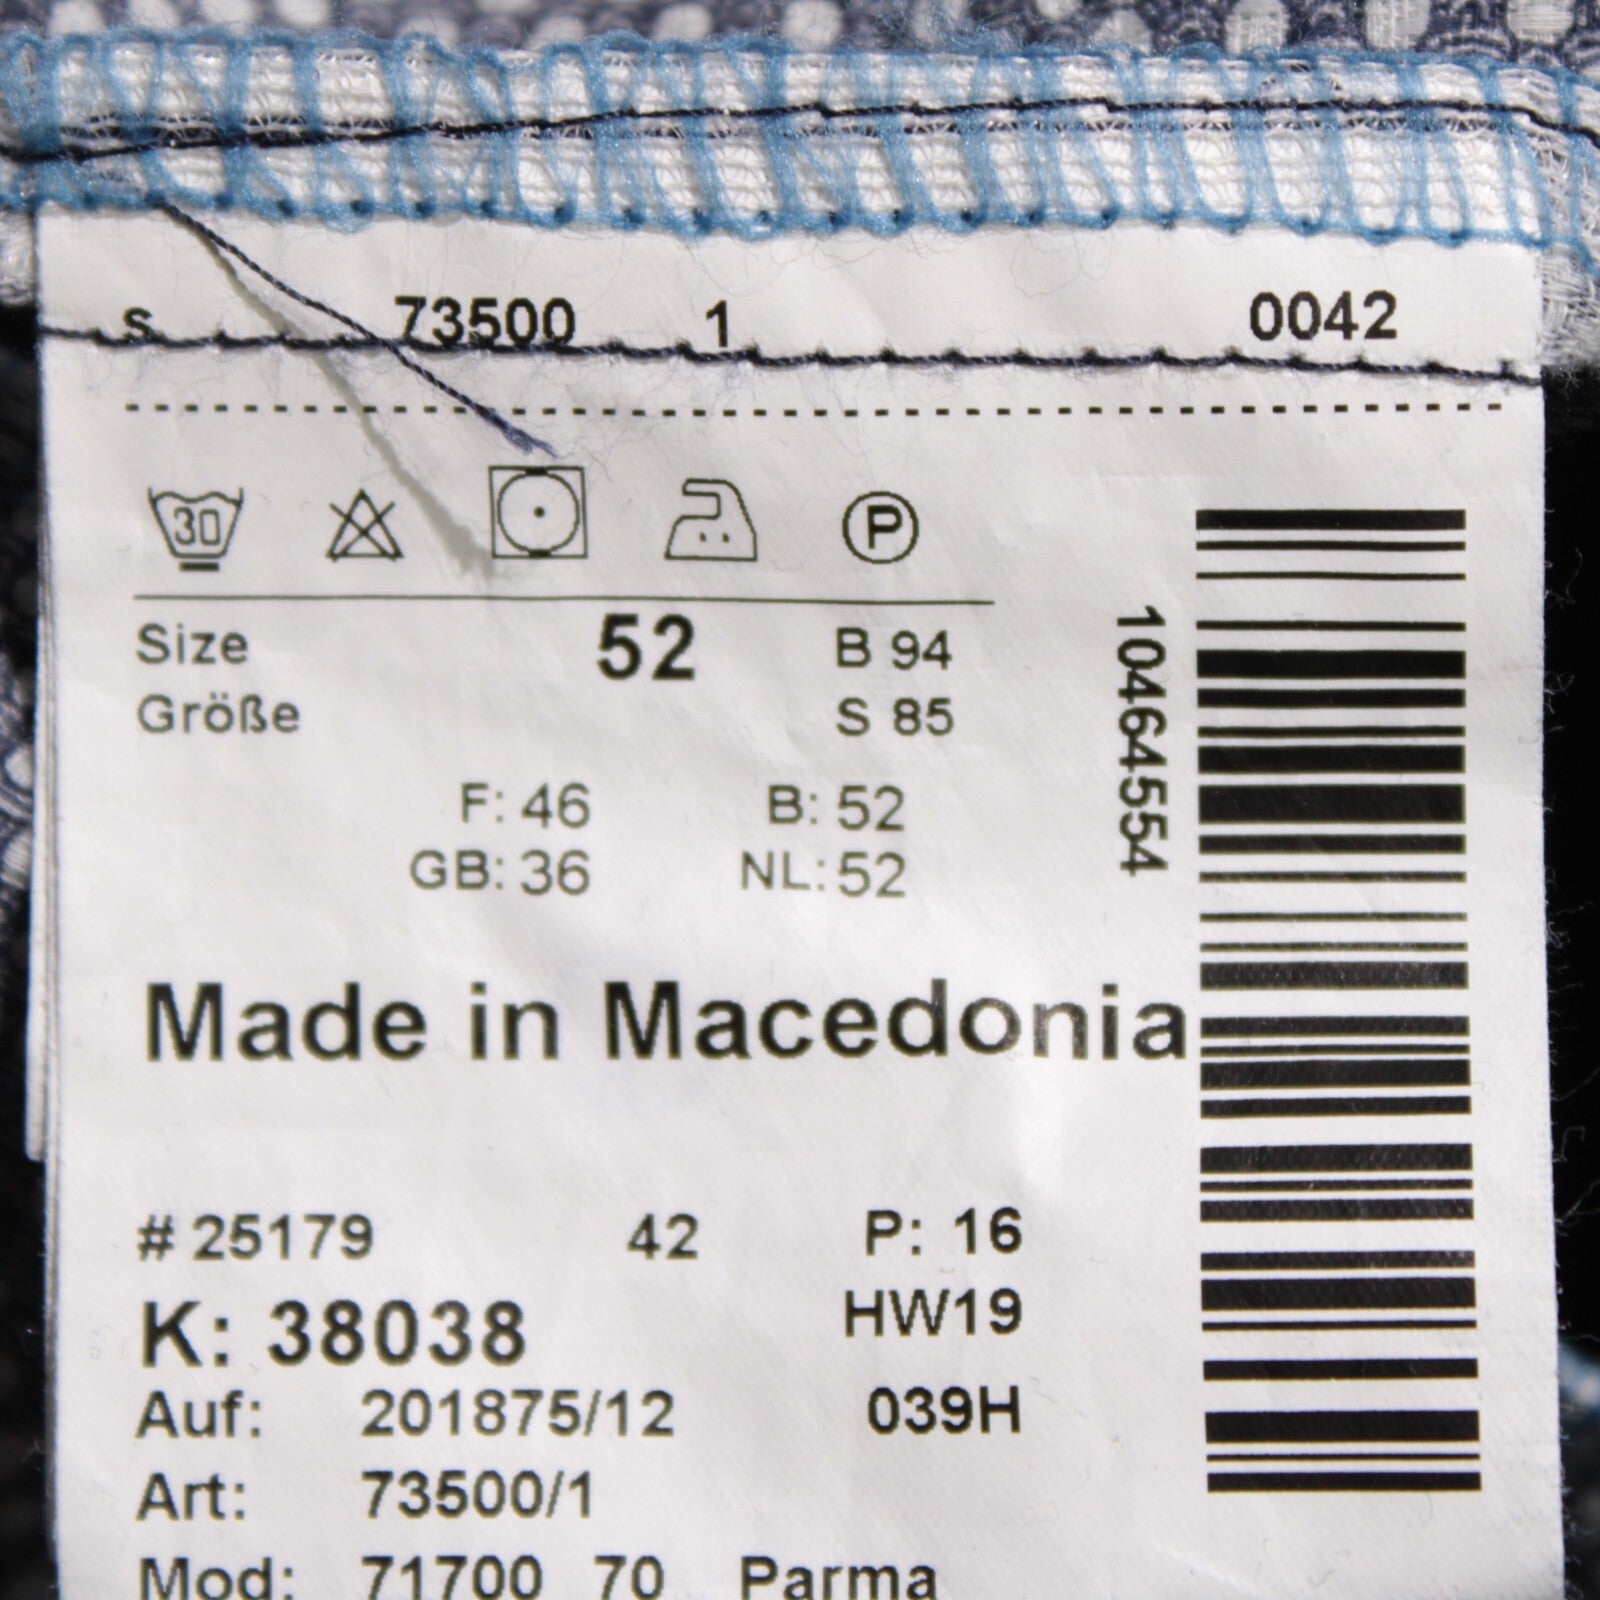 s 73500 1 0042
30 P
Size 52 B 94
Größe S 85
F: 46 B: 52
GB: 36 NL: 52
10464554
Made in Macedonia
# 25179 42 P: 16
K: 38038 HW19
Auf: 201875/12 039H
Art: 73500/1
Mod: 71700 70 Parma